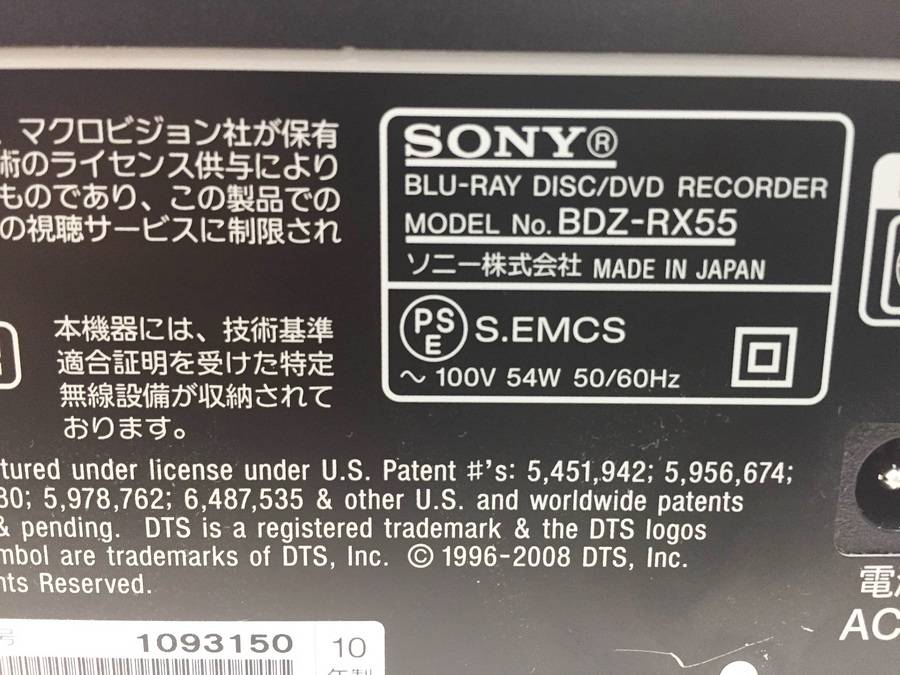 、マクロビジョン社が保有
術のライセンス供与により
ものであり、この製品での
の視聴サービスに制限され
SONY®
BLU-RAY DISC/DVD RECORDER
MODEL No. BDZ-RX55
ソニー株式会社 MADE IN JAPAN
PSE S.EMCS
～ 100V 54W 50/60Hz
本機器には、技術基準
適合証明を受けた特定
無線設備が収納されて
おります。
tured under license under U.S. Patent #'s: 5,451,942; 5,956,674;
80; 5,978,762; 6,487,535 & other U.S. and worldwide patents
& pending. DTS is a registered trademark & the DTS logos
mbol are trademarks of DTS, Inc. © 1996-2008 DTS, Inc.
hts Reserved.
号 1093150 10
年製
電
AC